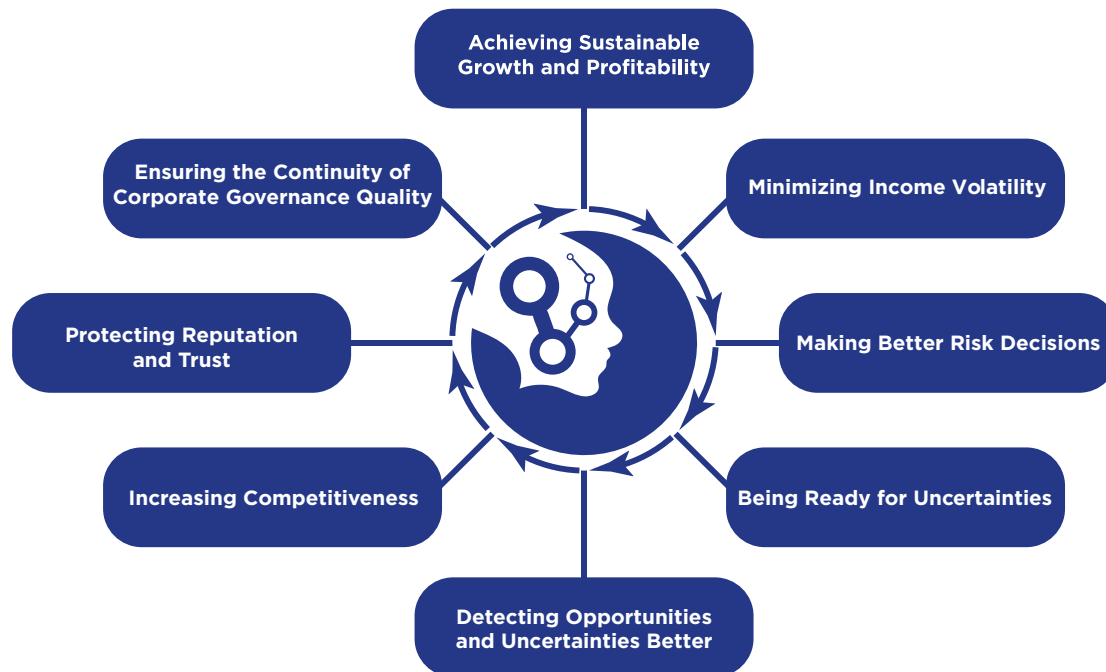 Achieving Sustainable
Growth and Profitability
Ensuring the Continuity of
Corporate Governance Quality
Minimizing Income Volatility
Protecting Reputation
and Trust
Making Better Risk Decisions
Increasing Competitiveness
Being Ready for Uncertainties
Detecting Opportunities
and Uncertainties Better